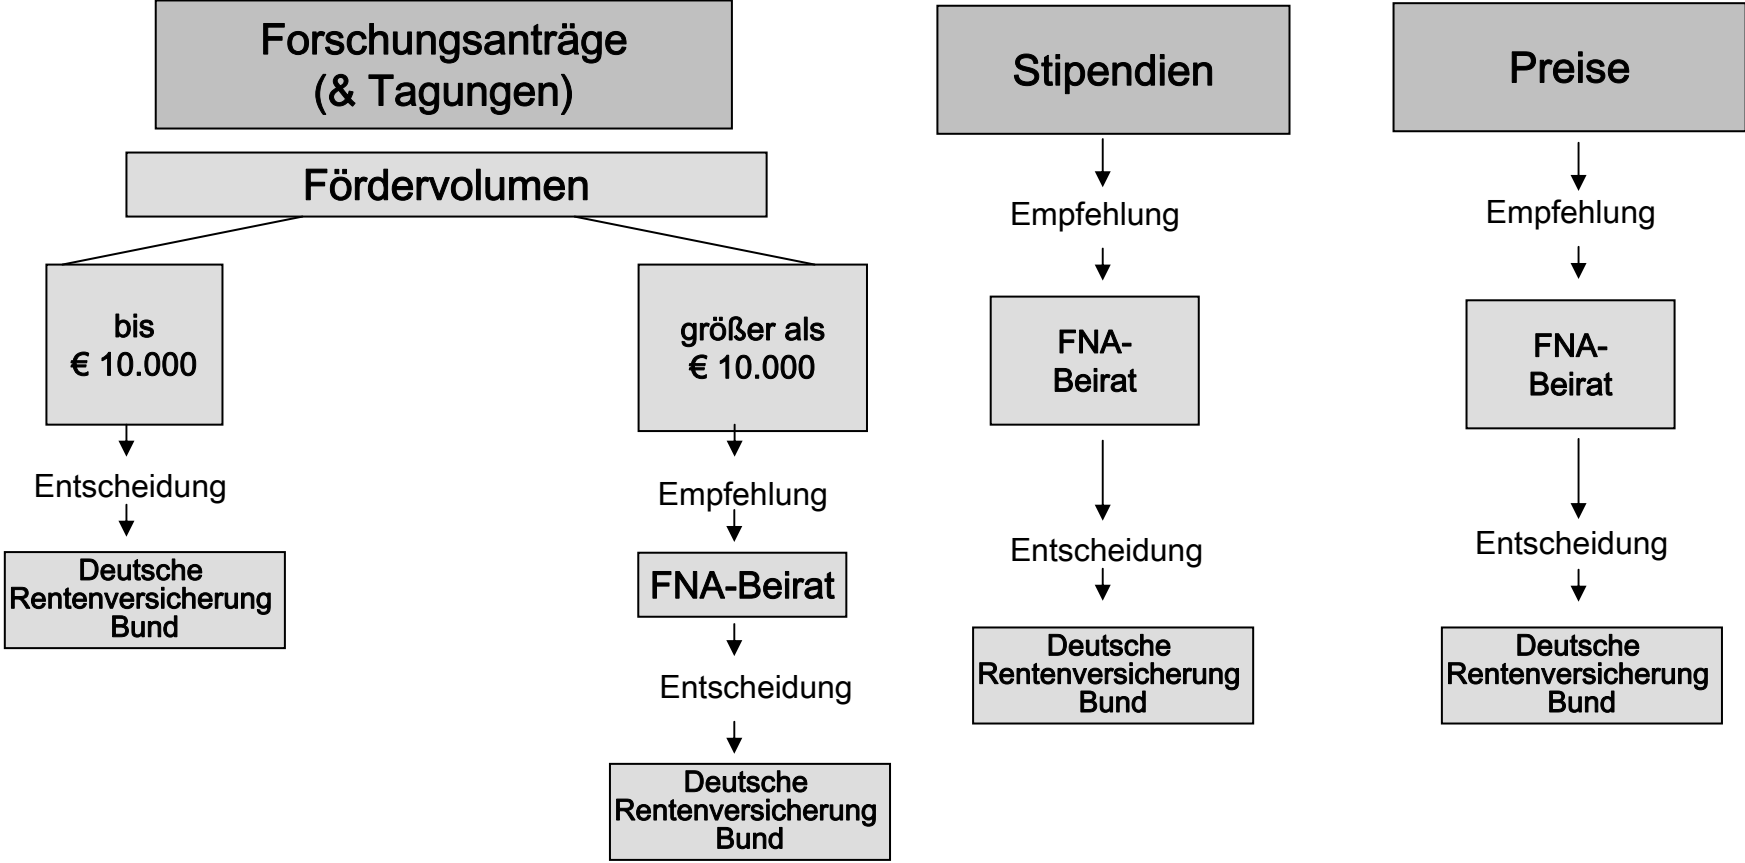 Forschungsanträge
(& Tagungen)
Fördervolumen
bis
€ 10.000
Entscheidung
Deutsche
Rentenversicherung
Bund
größer als
€ 10.000
Empfehlung
FNA-Beirat
Entscheidung
Deutsche
Rentenversicherung
Bund
Stipendien
Empfehlung
FNA-
Beirat
Entscheidung
Deutsche
Rentenversicherung
Bund
Preise
Empfehlung
FNA-
Beirat
Entscheidung
Deutsche
Rentenversicherung
Bund